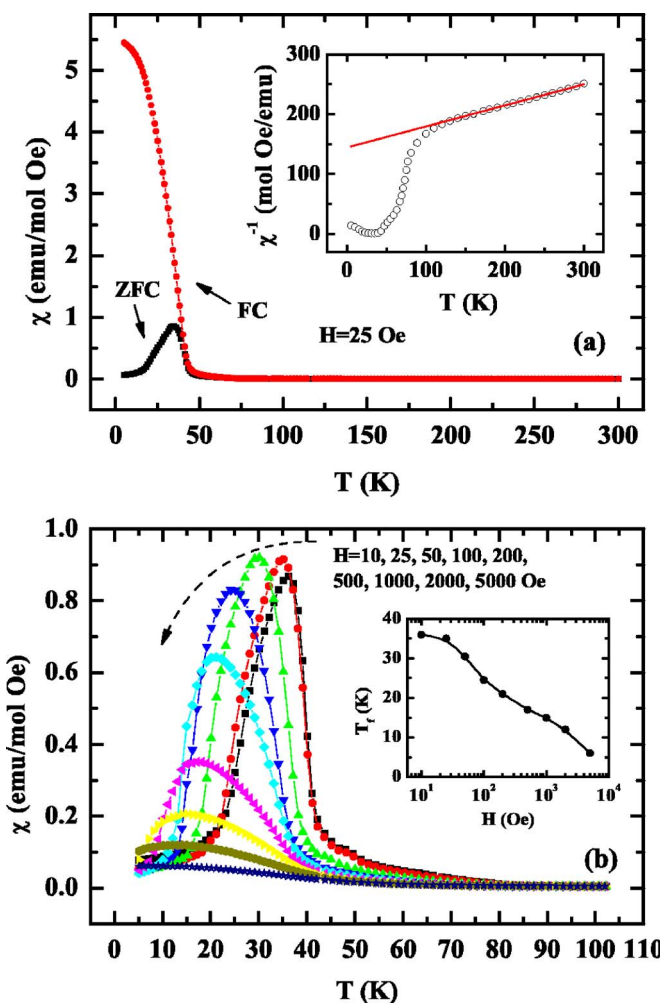 5
4
3
2
1
0
χ (emu/mol Oe)
300
200
100
0
χ-1 (mol Oe/emu)
0 100 200 300
T (K)
ZFC
FC
H=25 Oe
(a)
0 50 100 150 200 250 300
T (K)
1.0
0.8
0.6
0.4
0.2
0.0
χ (emu/mol Oe)
H=10, 25, 50, 100, 200,
500, 1000, 2000, 5000 Oe
45
30
15
0
Tf (K)
10¹ 10² 10³ 10⁴
H (Oe)
(b)
0 10 20 30 40 50 60 70 80 90 100 110
T (K)